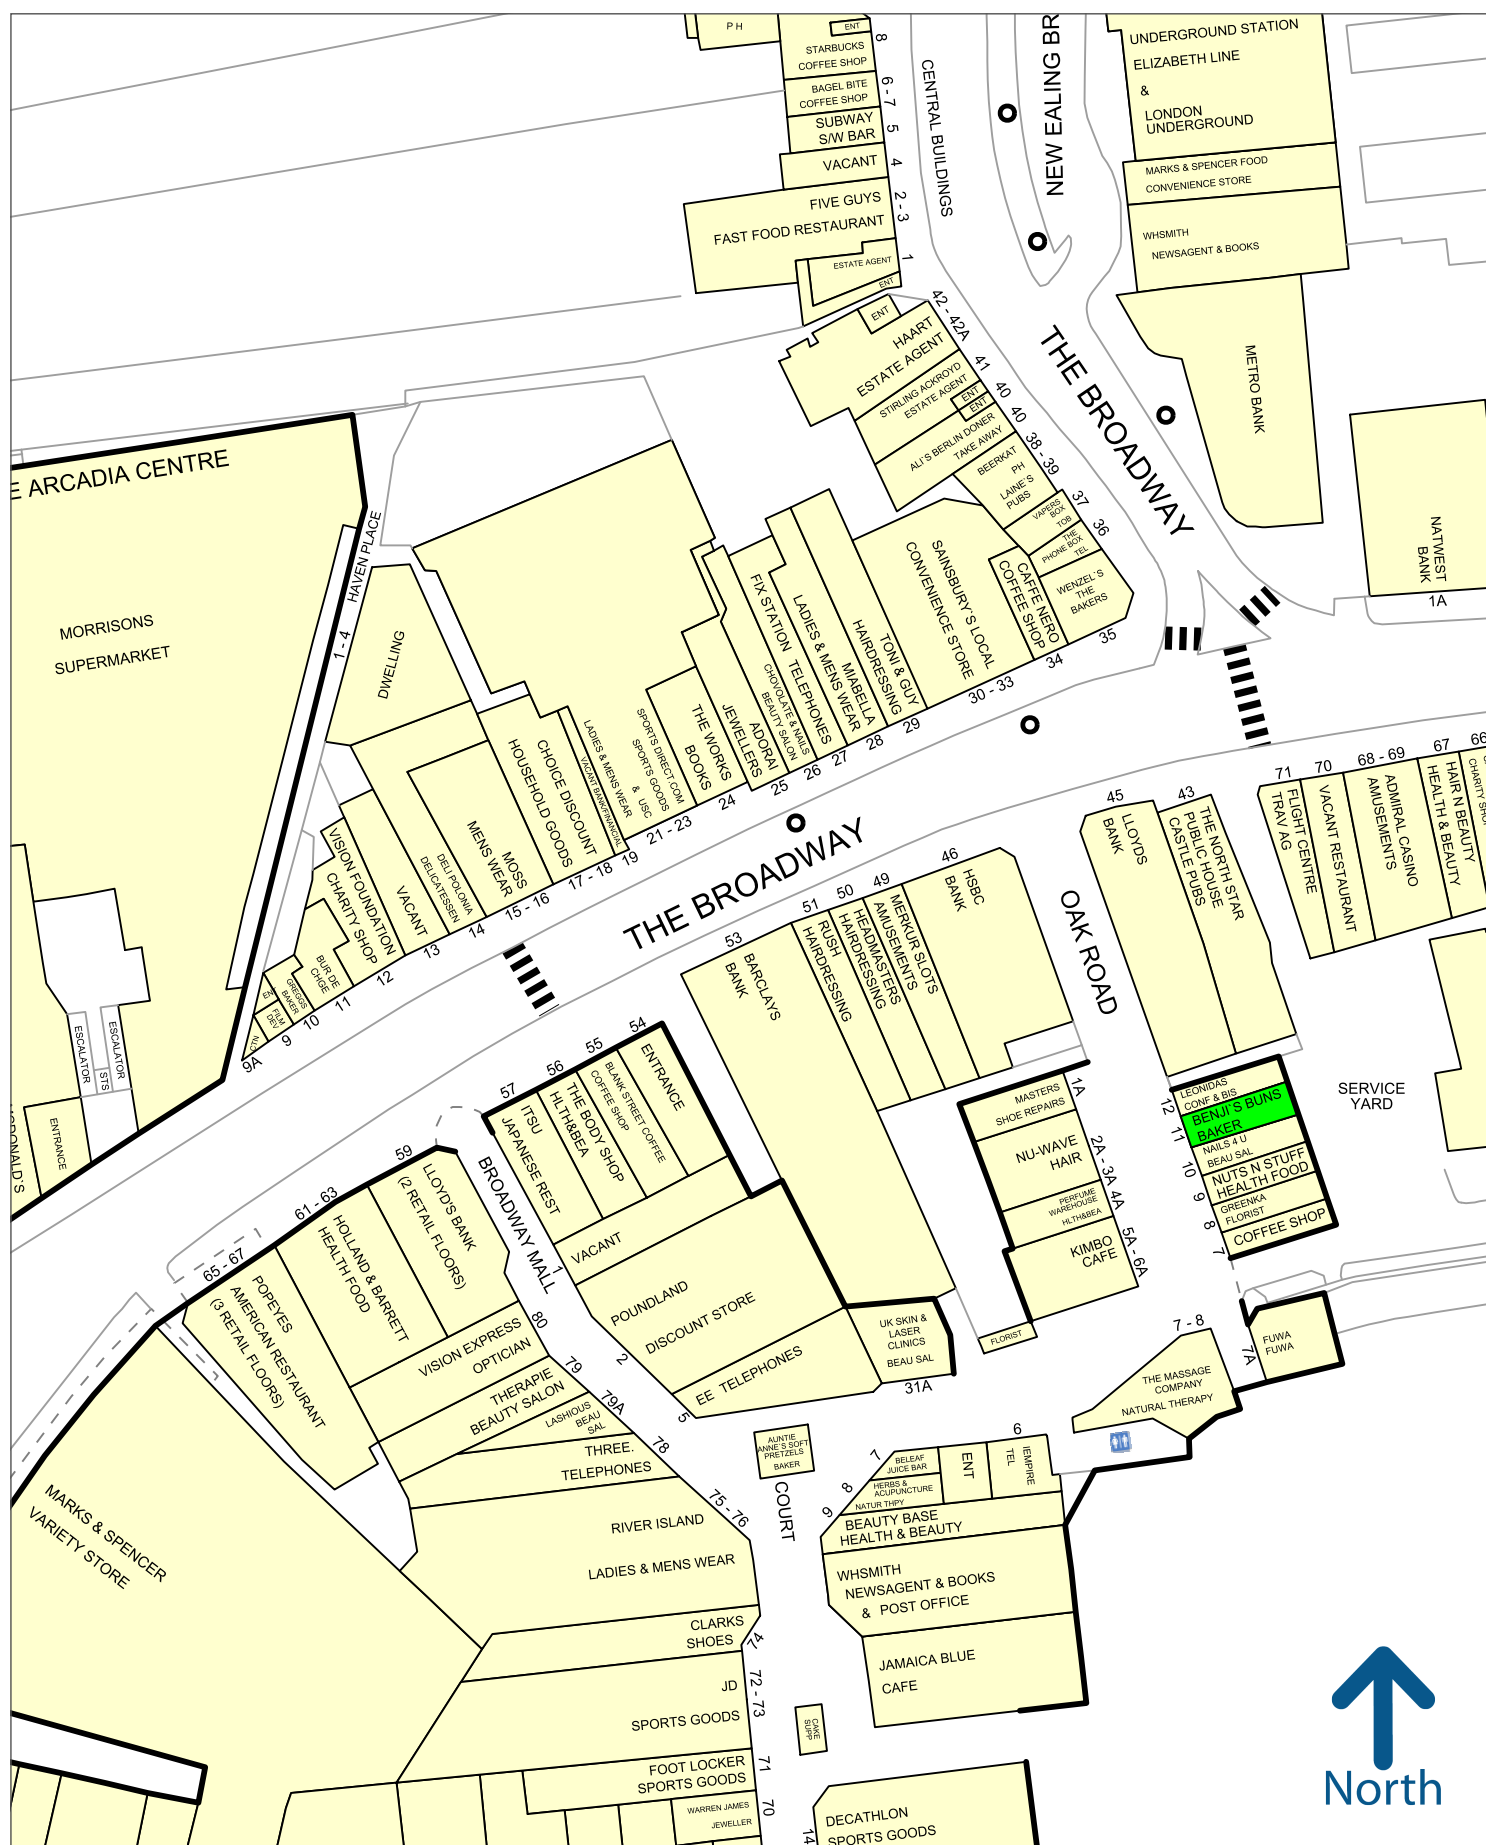 P H
ENT
STARBUCKS
COFFEE SHOP
8
BAGEL BITE
COFFEE SHOP
6 - 7
SUBWAY
S/W BAR
5
VACANT
4
FIVE GUYS
FAST FOOD RESTAURANT
2 - 3
ESTATE AGENT
1
ENT
CENTRAL BUILDINGS
NEW EALING BR
UNDERGROUND STATION
ELIZABETH LINE
&
LONDON
UNDERGROUND
MARKS & SPENCER FOOD
CONVENIENCE STORE
WHSMITH
NEWSAGENT & BOOKS
METRO BANK
NATWEST
BANK
1A
THE BROADWAY
ENT
HAART
ESTATE AGENT
42 - 42A
STIRLING ACKROYD
ESTATE AGENT
41
ENT
ENT
40
40
ALI´S BERLIN DONER
TAKE AWAY
38 - 39
BEERKAT
PH
LAINE´S
PUBS
VAPERS
BOX
TOB
37
THE
PHONE BOX
TEL
36
WENZEL´S
THE
BAKERS
35
CAFFE NERO
COFFEE SHOP
34
SAINSBURY´S LOCAL
CONVENIENCE STORE
30 - 33
TONI & GUY
HAIRDRESSING
29
MIABELLA
LADIES & MENS WEAR
28
FIX STATION TELEPHONES
27
CHOVOLATE & NAILS
BEAUTY SALON
26
ADORAI
JEWELLERS
25
THE WORKS
BOOKS
24
SPORTS DIRECT.COM
SPORTS GOODS
& USC
LADIES & MENS WEAR
21 - 23
VACANT BANK/FINANCIAL
19
CHOICE DISCOUNT
HOUSEHOLD GOODS
17 - 18
MOSS
MENS WEAR
15 - 16
DELI POLONIA
DELICATESSEN
14
VACANT
13
VISION FOUNDATION
CHARITY SHOP
12
BUR DE
CHGE
11
GREGGS
BAKER
10
FILM
DEV
9
CTN
9A
DWELLING
HAVEN PLACE
1 - 4
E ARCADIA CENTRE
MORRISONS
SUPERMARKET
ESCALATOR
STS
ESCALATOR
ENTRANCE
THE BROADWAY
71
FLIGHT CENTRE
TRAV AG
70
VACANT RESTAURANT
68 - 69
ADMIRAL CASINO
AMUSEMENTS
67
HAIR N BEAUTY
HEALTH & BEAUTY
66
45
LLOYDS
BANK
43
THE NORTH STAR
PUBLIC HOUSE
CASTLE PUBS
OAK ROAD
46
HSBC
BANK
49
MERKUR SLOTS
AMUSEMENTS
50
HEADMASTERS
HAIRDRESSING
51
RUSH
HAIRDRESSING
53
BARCLAYS
BANK
54
ENTRANCE
55
BLANK STREET COFFEE
COFFEE SHOP
56
THE BODY SHOP
HLTH&BEA
57
ITSU
JAPANESE REST
59
LLOYD'S BANK
(2 RETAIL FLOORS)
61 - 63
HOLLAND & BARRETT
HEALTH FOOD
65 - 67
POPEYES
AMERICAN RESTAURANT
(3 RETAIL FLOORS)
BROADWAY MALL
VACANT
1
POUNDLAND
DISCOUNT STORE
2
EE TELEPHONES
5
UK SKIN &
LASER
CLINICS
BEAU SAL
31A
MASTERS
SHOE REPAIRS
1A
NU-WAVE
HAIR
2A - 3A
PERFUME
WAREHOUSE
HLTH&BEA
4A
KIMBO
CAFE
5A - 6A
FLORIST
LEONIDAS
CONF & BIS
12
BENJI´S BUNS
BAKER
11
NAILS 4 U
BEAU SAL
10
NUTS N STUFF
HEALTH FOOD
9
GREENKA
FLORIST
8
COFFEE SHOP
7
SERVICE
YARD
FUWA
FUWA
7A
7 - 8
THE MASSAGE
COMPANY
NATURAL THERAPY
VISION EXPRESS
OPTICIAN
80
THERAPIE
BEAUTY SALON
79
LASHIOUS
BEAU
SAL
79A
THREE.
TELEPHONES
78
RIVER ISLAND
LADIES & MENS WEAR
75 - 76
CLARKS
SHOES
74
JD
SPORTS GOODS
72 - 73
FOOT LOCKER
SPORTS GOODS
71
WARREN JAMES
JEWELLER
70
MARKS & SPENCER
VARIETY STORE
AUNTIE
ANNE´S SOFT
PRETZELS
BAKER
COURT
7
BELEAF
JUICE BAR
8
HERBS &
ACUPUNCTURE
NATUR THPY
ENT
6
IEMPIRE
TEL
9
BEAUTY BASE
HEALTH & BEAUTY
WHSMITH
NEWSAGENT & BOOKS
& POST OFFICE
JAMAICA BLUE
CAFE
CAKE
SUPP
14
DECATHLON
SPORTS GOODS
North